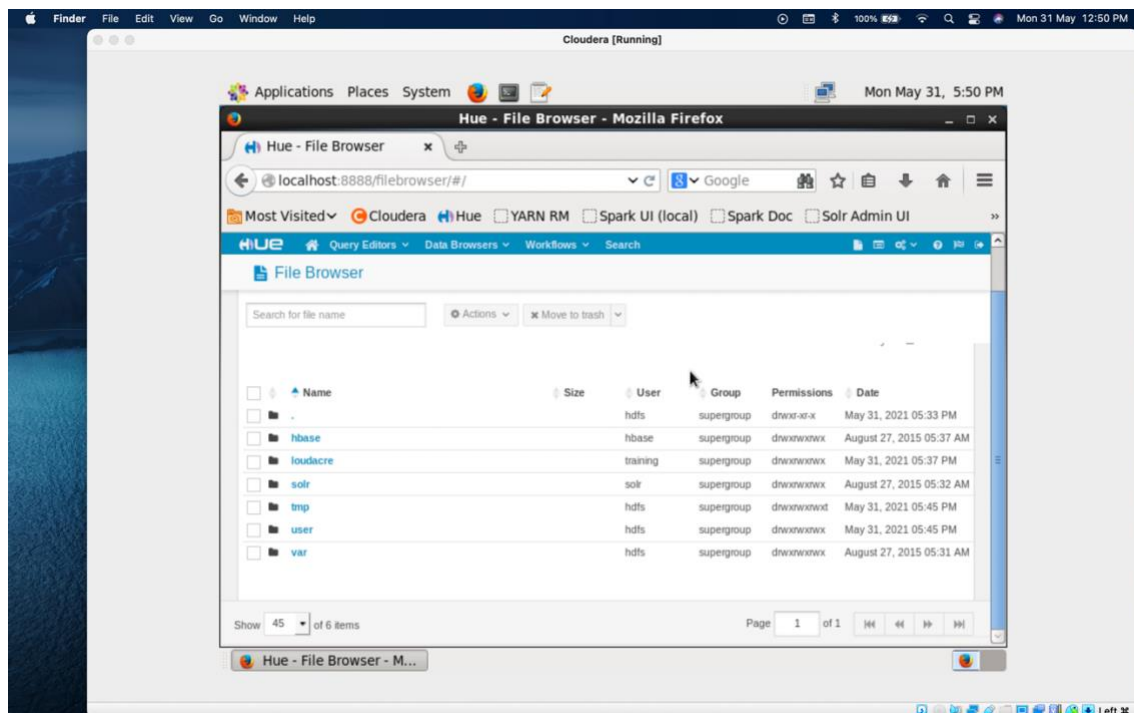 Finder File Edit View Go Window Help 100% Mon 31 May 12:50 PM
Cloudera [Running]
Applications Places System Mon May 31, 5:50 PM
Hue - File Browser - Mozilla Firefox
Hue - File Browser
localhost:8888/filebrowser/#/ Google
Most Visited Cloudera Hue YARN RM Spark UI (local) Spark Doc Solr Admin UI »
HUE Query Editors Data Browsers Workflows Search
File Browser
Search for file name Actions Move to trash
Name Size User Group Permissions Date
. hdfs supergroup drwxr-xr-x May 31, 2021 05:33 PM
hbase hbase supergroup drwxrwxrwx August 27, 2015 05:37 AM
loudacre training supergroup drwxrwxrwx May 31, 2021 05:37 PM
solr solr supergroup drwxrwxrwx August 27, 2015 05:32 AM
tmp hdfs supergroup drwxrwxrwt May 31, 2021 05:45 PM
user hdfs supergroup drwxrwxrwx May 31, 2021 05:45 PM
var hdfs supergroup drwxrwxrwx August 27, 2015 05:31 AM
Show 45 of 6 items Page 1 of 1
Hue - File Browser - M...
Left ⌘